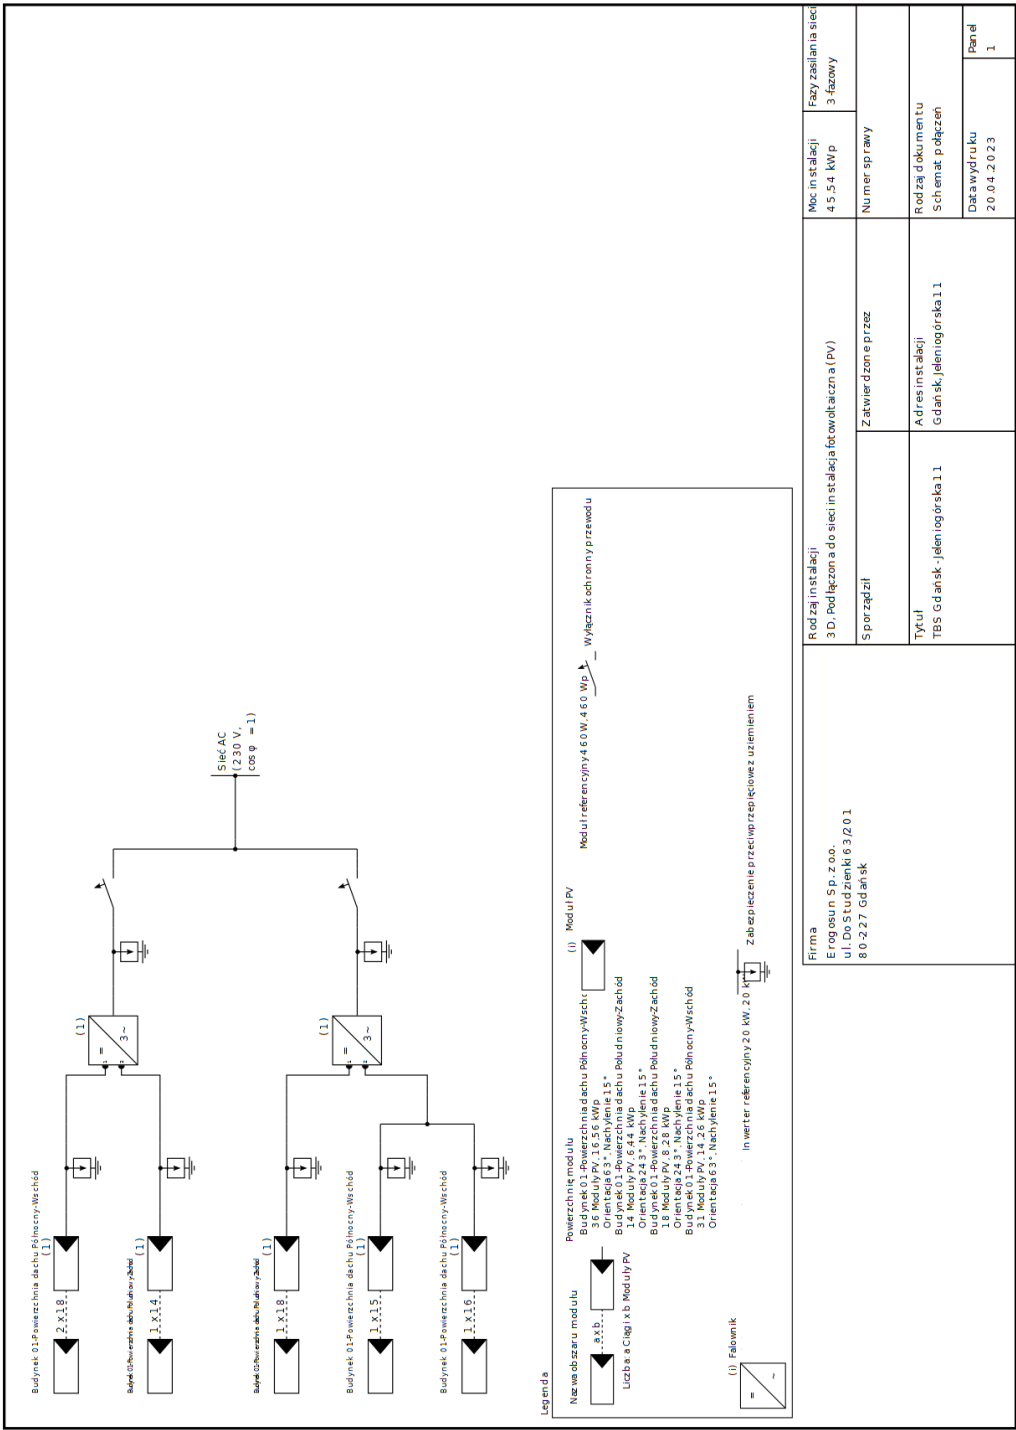 Budynek 01-Powierzchnia dachu Północny-Wschód
(1)
2 x 18
(1)
1 x 14
(1)
1 x 18
Budynek 01-Powierzchnia dachu Północny-Wschód
(1)
1 x 15
Budynek 01-Powierzchnia dachu Północny-Wschód
(1)
1 x 16
(1)
=
3~
1
2
(1)
=
3~
1
2
Sieć AC
(230 V,
cos φ = 1)
Legenda
Nazwa obszaru modułu
a x b
Liczba: a Ciągi x b Moduły PV
Powierzchnię modułu
Budynek 01-Powierzchnia dachu Północny-Wschó
36 Moduły PV, 16,56 kWp
Orientacja 63°, Nachylenie 15°
Budynek 01-Powierzchnia dachu Południowy-Zachód
14 Moduły PV, 6,44 kWp
Orientacja 243°, Nachylenie 15°
Budynek 01-Powierzchnia dachu Południowy-Zachód
18 Moduły PV, 8,28 kWp
Orientacja 243°, Nachylenie 15°
Budynek 01-Powierzchnia dachu Północny-Wschód
31 Moduły PV, 14,26 kWp
Orientacja 63°, Nachylenie 15°
(i) Moduł PV
Moduł referencyjny 460 W, 460 Wp
Wyłącznik ochronny przewodu
(i) Falownik
=
~
Inwerter referencyjny 20 kW, 20 k
Zabezpieczenie przeciwprzepięciowe z uziemieniem
Firma
Erogosun Sp. z o.o.
ul. Do Studzienki 63/201
80-227 Gdańsk
Rodzaj instalacji
3D, Podłączona do sieci instalacja fotowoltaiczna (PV)
Moc instalacji
45,54 kWp
Fazy zasilania sieci
3-fazowy
Sporządził
Zatwierdzone przez
Numer sprawy
Tytuł
TBS Gdańsk - Jeleniogórska 11
Adres instalacji
Gdańsk, Jeleniogórska 11
Rodzaj dokumentu
Schemat połączeń
Data wydruku
20.04.2023
Panel
1